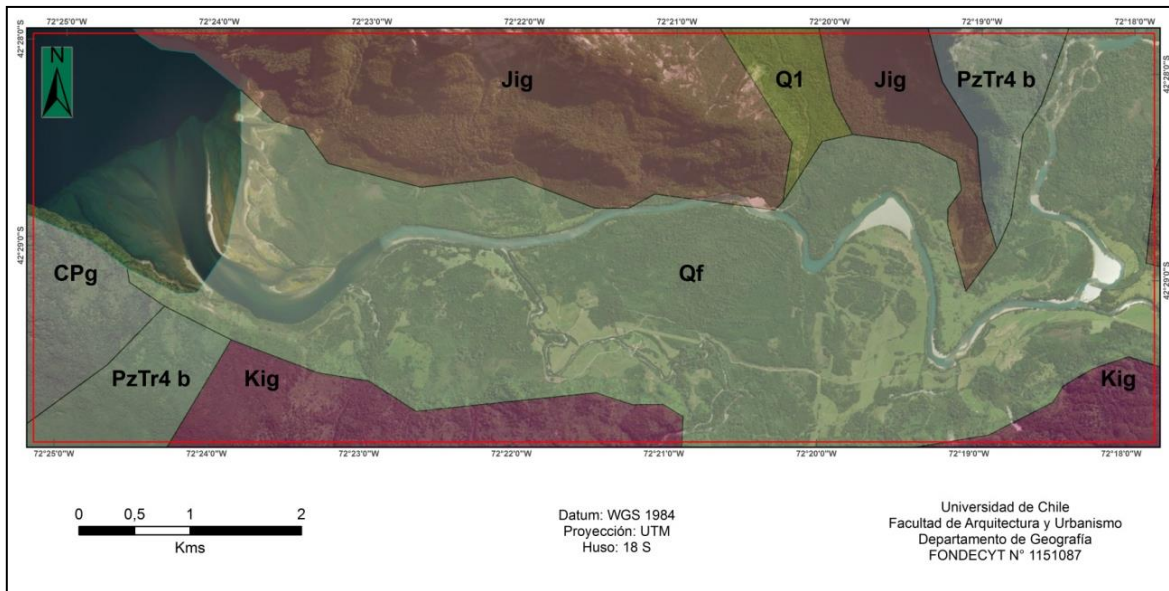 72°25'0"W 72°24'0"W 72°23'0"W 72°22'0"W 72°21'0"W 72°20'0"W 72°19'0"W 72°18'0"W
42°28'0"S
42°28'0"S
N
Jig
Q1
Jig
PzTr4 b
42°29'0"S
42°29'0"S
CPg
Qf
PzTr4 b
Kig
Kig
72°25'0"W 72°24'0"W 72°23'0"W 72°22'0"W 72°21'0"W 72°20'0"W 72°19'0"W 72°18'0"W
0 0,5 1 2
Kms
Datum: WGS 1984
Proyección: UTM
Huso: 18 S
Universidad de Chile
Facultad de Arquitectura y Urbanismo
Departamento de Geografía
FONDECYT N° 1151087